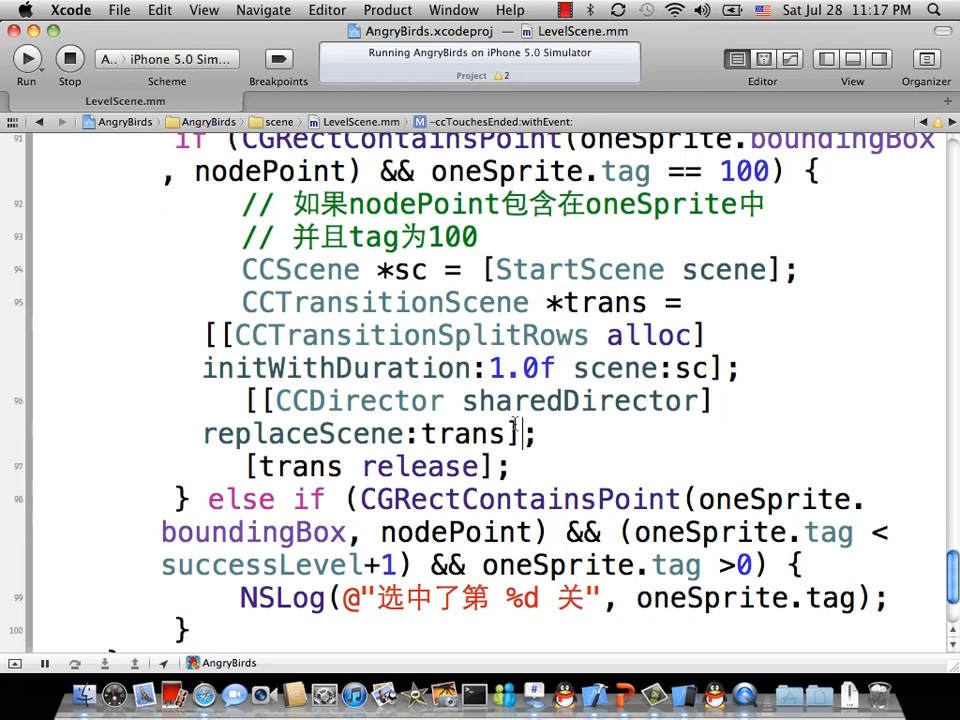 Xcode File Edit View Navigate Editor Product Window Help Sat Jul 28 11:17 PM
AngryBirds.xcodeproj — LevelScene.mm
Run Stop A.. › iPhone 5.0 Sim... Scheme Breakpoints
Running AngryBirds on iPhone 5.0 Simulator
Project 2
Editor View Organizer
LevelScene.mm
AngryBirds AngryBirds scene LevelScene.mm M -ccTouchesEnded:withEvent:
91 if (CGRectContainsPoint(oneSprite.boundingBox
, nodePoint) && oneSprite.tag == 100) {
92 // 如果nodePoint包含在oneSprite中
93 // 并且tag为100
94 CCScene *sc = [StartScene scene];
95 CCTransitionScene *trans =
[[CCTransitionSplitRows alloc]
initWithDuration:1.0f scene:sc];
96 [[CCDirector sharedDirector]
replaceScene:trans];
97 [trans release];
98 } else if (CGRectContainsPoint(oneSprite.
boundingBox, nodePoint) && (oneSprite.tag <
successLevel+1) && oneSprite.tag >0) {
99 NSLog(@"选中了第 %d 关", oneSprite.tag);
100 }
AngryBirds